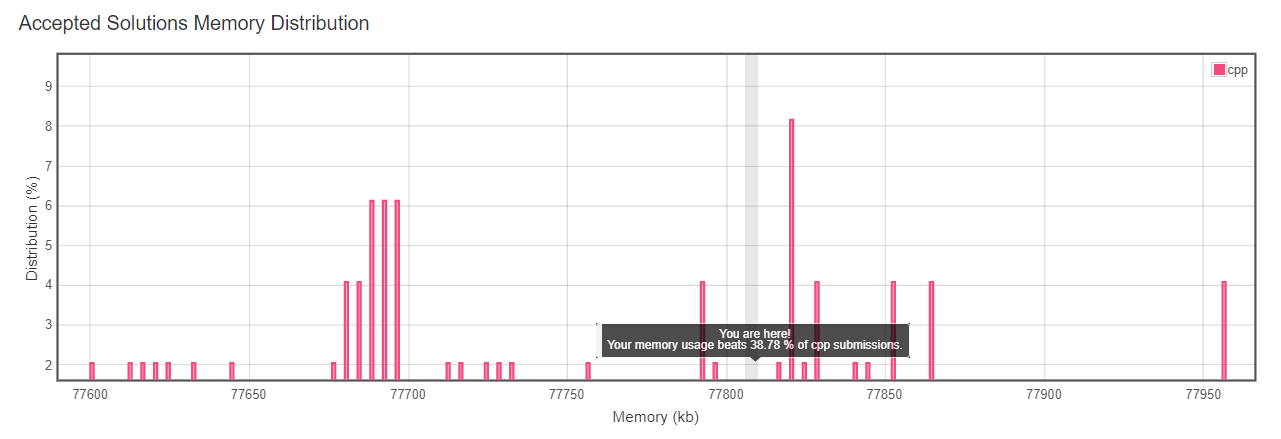 Accepted Solutions Memory Distribution
cpp
9
8
7
6
5
4
3
2
Distribution (%)
You are here!
Your memory usage beats 38.78 % of cpp submissions.
77600 77650 77700 77750 77800 77850 77900 77950
Memory (kb)